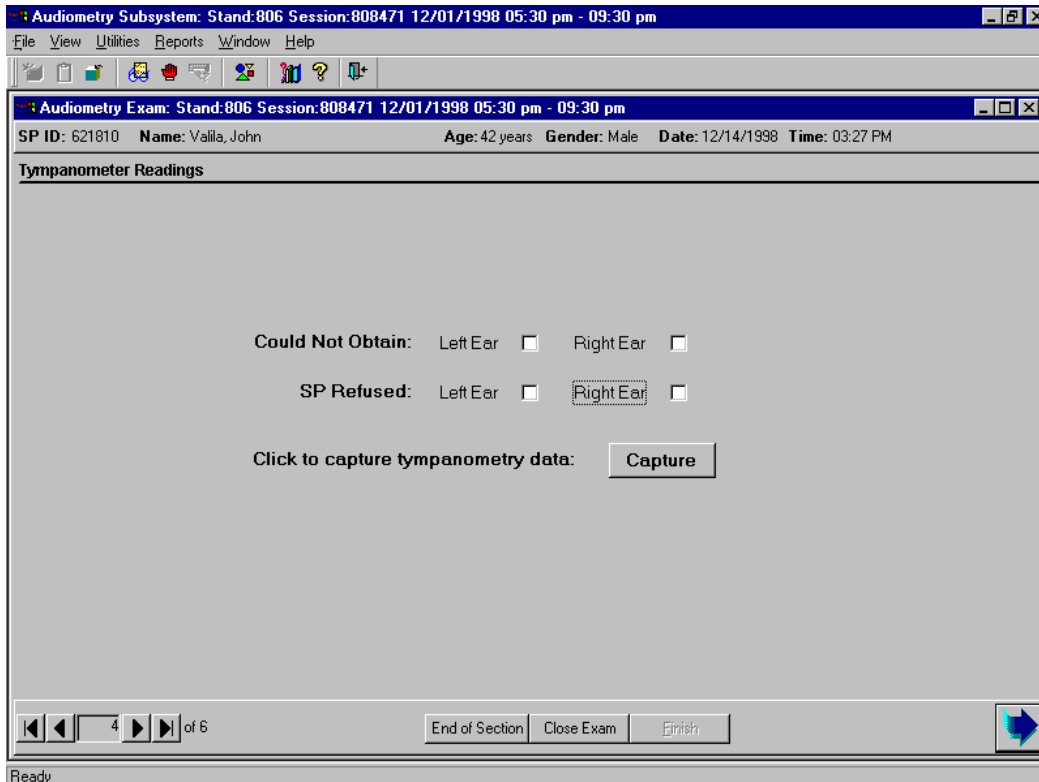 Audiometry Subsystem: Stand:806 Session:808471 12/01/1998 05:30 pm - 09:30 pm
File View Utilities Reports Window Help
Audiometry Exam: Stand:806 Session:808471 12/01/1998 05:30 pm - 09:30 pm
SP ID: 621810 Name: Valila, John Age: 42 years Gender: Male Date: 12/14/1998 Time: 03:27 PM
Tympanometer Readings
Could Not Obtain: Left Ear Right Ear
SP Refused: Left Ear Right Ear
Click to capture tympanometry data: Capture
4 of 6 End of Section Close Exam Finish
Ready